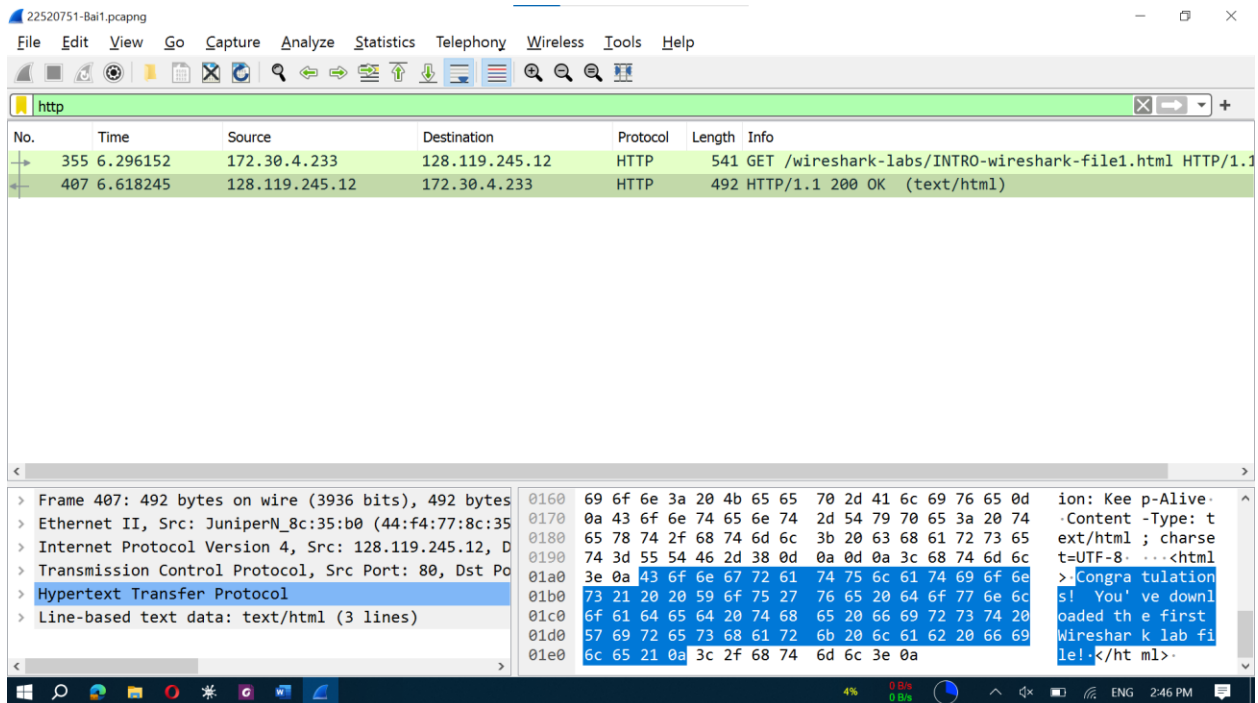 22520751-Bai1.pcapng
File Edit View Go Capture Analyze Statistics Telephony Wireless Tools Help
http
No. Time Source Destination Protocol Length Info
355 6.296152 172.30.4.233 128.119.245.12 HTTP 541 GET /wireshark-labs/INTRO-wireshark-file1.html HTTP/1.1
407 6.618245 128.119.245.12 172.30.4.233 HTTP 492 HTTP/1.1 200 OK (text/html)
> Frame 407: 492 bytes on wire (3936 bits), 492 bytes
> Ethernet II, Src: JuniperN_8c:35:b0 (44:f4:77:8c:35
> Internet Protocol Version 4, Src: 128.119.245.12, D
> Transmission Control Protocol, Src Port: 80, Dst Po
> Hypertext Transfer Protocol
> Line-based text data: text/html (3 lines)
0160 69 6f 6e 3a 20 4b 65 65 70 2d 41 6c 69 76 65 0d ion: Kee p-Alive·
0170 0a 43 6f 6e 74 65 6e 74 2d 54 79 70 65 3a 20 74 ·Content -Type: t
0180 65 78 74 2f 68 74 6d 6c 3b 20 63 68 61 72 73 65 ext/html ; charse
0190 74 3d 55 54 46 2d 38 0d 0a 0d 0a 3c 68 74 6d 6c t=UTF-8· ···<html
01a0 3e 0a 43 6f 6e 67 72 61 74 75 6c 61 74 69 6f 6e >·Congra tulation
01b0 73 21 20 20 59 6f 75 27 76 65 20 64 6f 77 6e 6c s!  You' ve downl
01c0 6f 61 64 65 64 20 74 68 65 20 66 69 72 73 74 20 oaded th e first
01d0 57 69 72 65 73 68 61 72 6b 20 6c 61 62 20 66 69 Wireshar k lab fi
01e0 6c 65 21 0a 3c 2f 68 74 6d 6c 3e 0a le!·</ht ml>·
4% 0 B/s 0 B/s ENG 2:46 PM